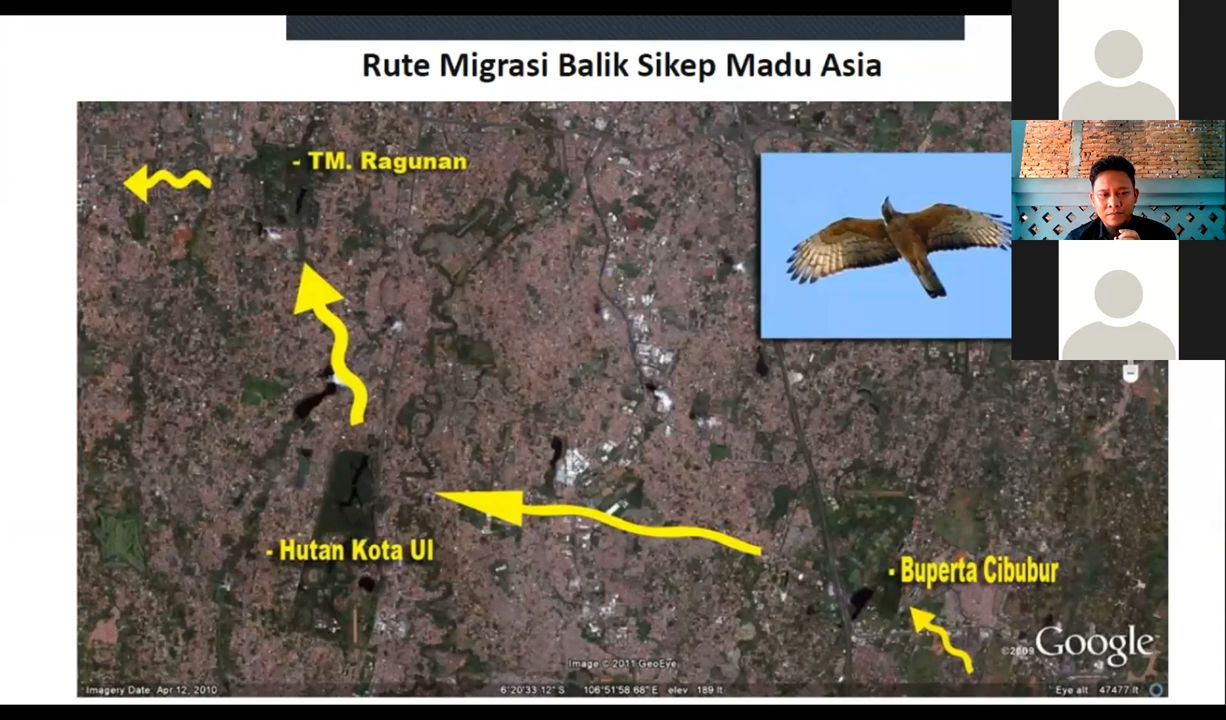 Rute Migrasi Balik Sikep Madu Asia
- TM. Ragunan
- Hutan Kota UI
- Buperta Cibubur
©2009 Google
Image © 2011 GeoEye
Imagery Date: Apr 12, 2010 6°20'33.12" S 106°51'58.68" E elev 189 ft Eye alt 47477 ft